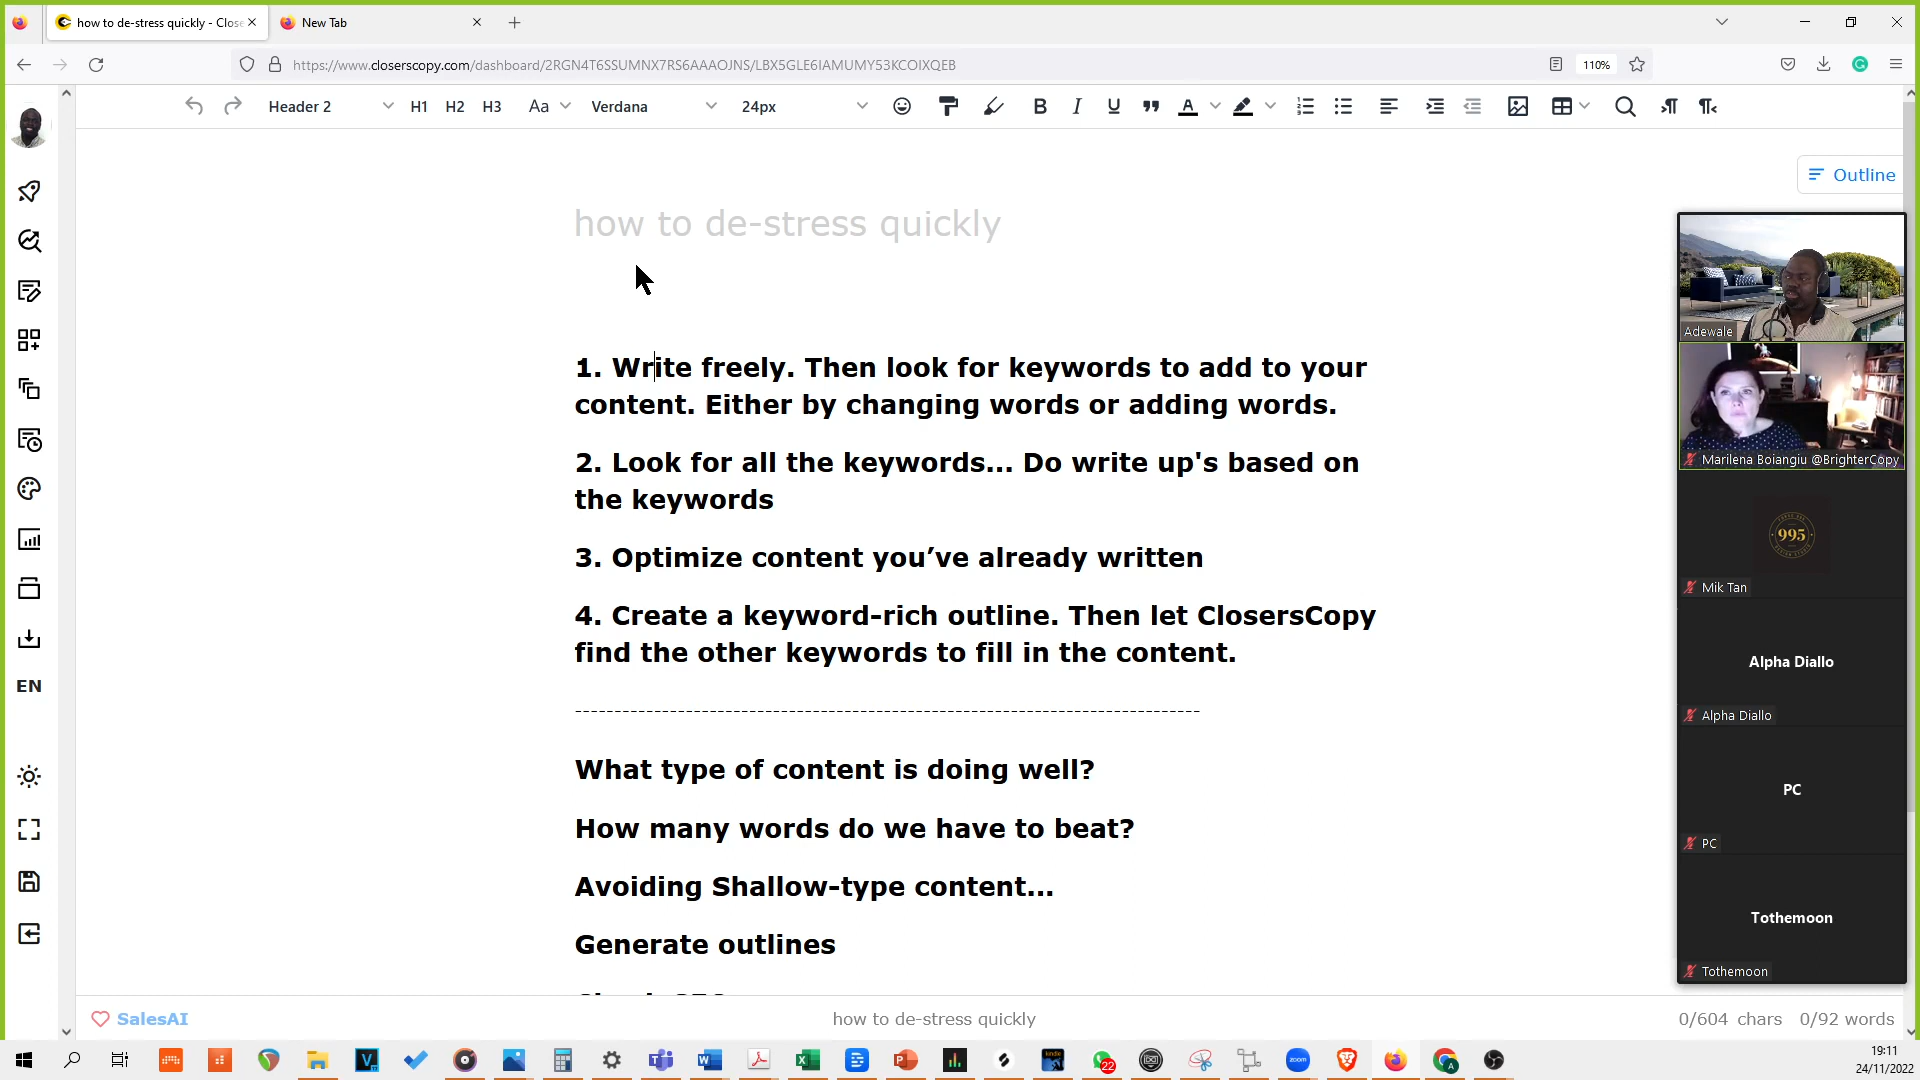 how to de-stress quickly - Close
New Tab
https://www.closerscopy.com/dashboard/2RGN4T6SSUMNX7RS6AAAOJNS/LBX5GLE6IAMUMY53KCOIXQEB
110%
Header 2
H1 H2 H3
Aa
Verdana
24px
Outline
how to de-stress quickly
1. Write freely. Then look for keywords to add to your
content. Either by changing words or adding words.
2. Look for all the keywords... Do write up's based on
the keywords
3. Optimize content you’ve already written
4. Create a keyword-rich outline. Then let ClosersCopy
find the other keywords to fill in the content.
--------------------------------------------------------------------------------
What type of content is doing well?
How many words do we have to beat?
Avoiding Shallow-type content...
Generate outlines
EN
Adewale
Marilena Boiangiu @BrighterCopy
995
Mik Tan
Alpha Diallo
Alpha Diallo
PC
PC
Tothemoon
Tothemoon
SalesAI
how to de-stress quickly
0/604 chars 0/92 words
22
zoom
19:11
24/11/2022